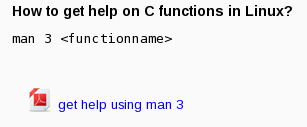 How to get help on C functions in Linux?
man 3 <functionname>
get help using man 3